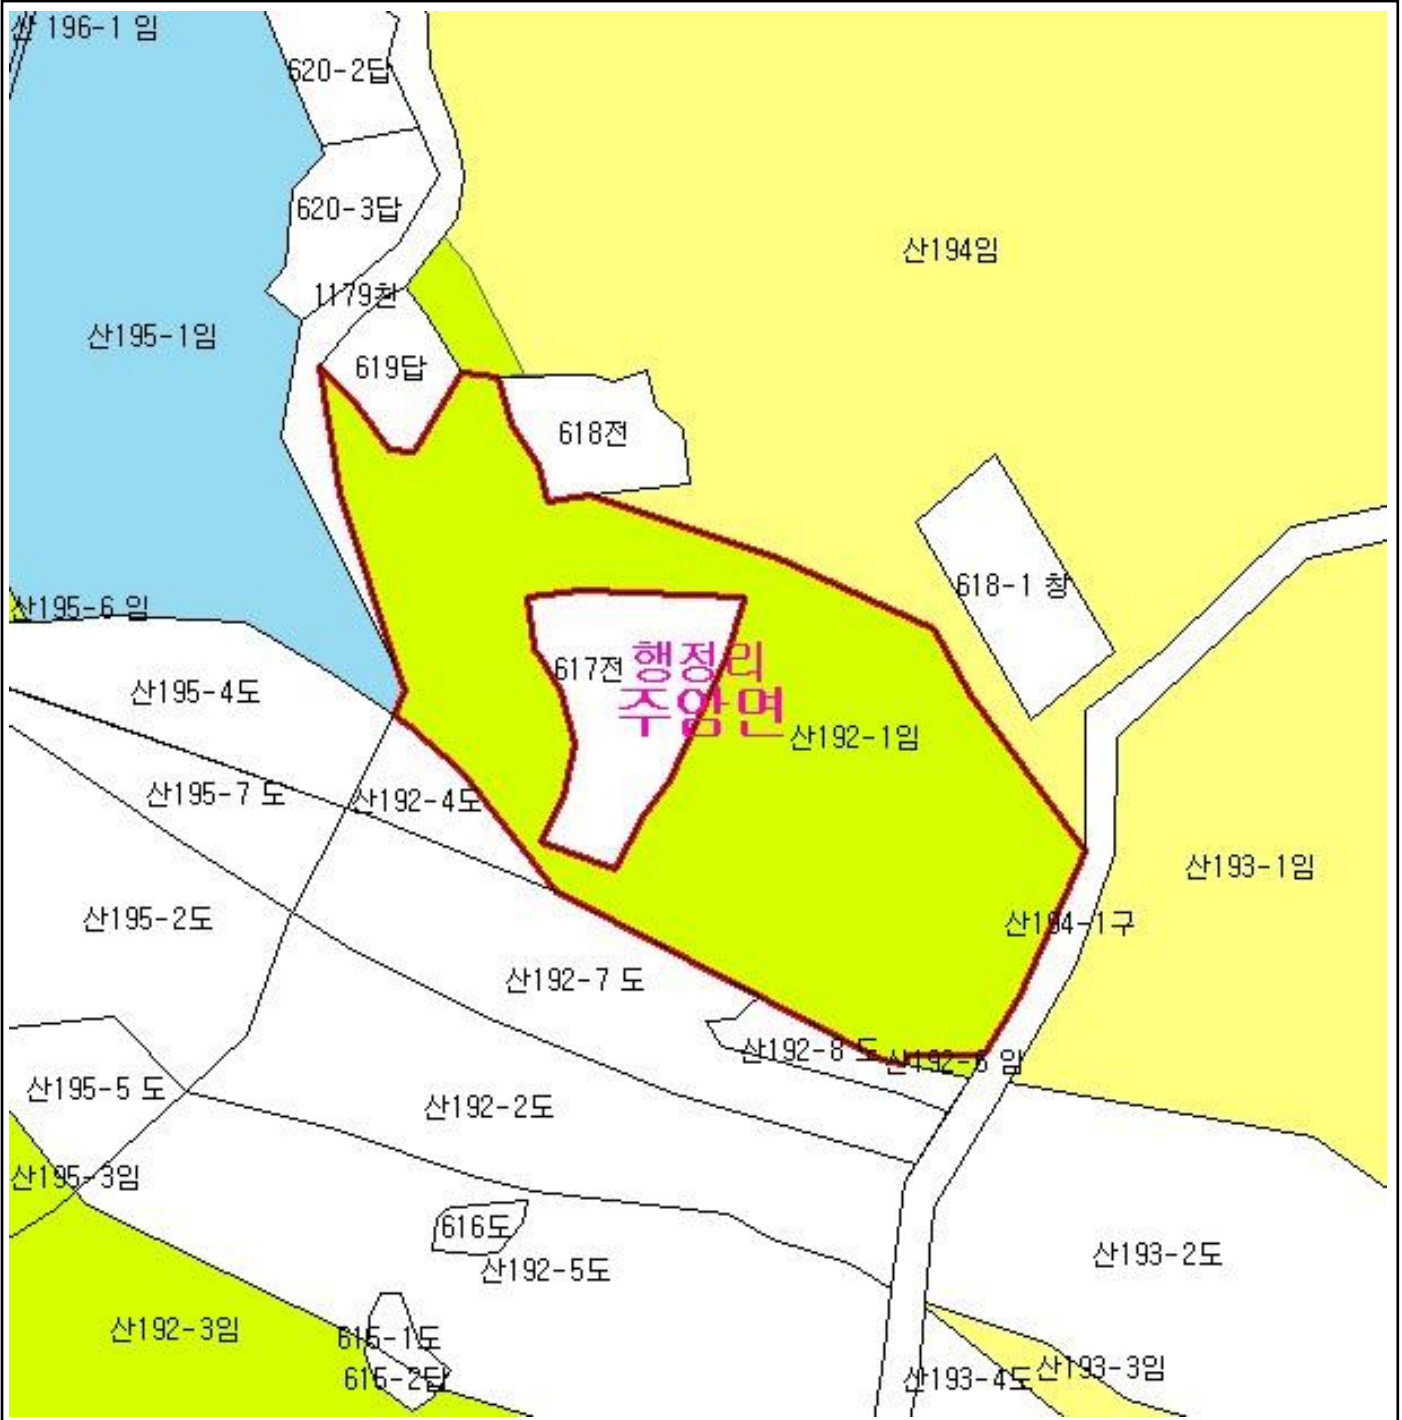 산 196-1 임
620-2답
620-3답
산194임
1179천
산195-1임
619답
618전
618-1 창
산195-6 임
617전
행정리
주암면
산195-4도
산192-1임
산195-7 도
산192-4도
산193-1임
산195-2도
산194-1구
산192-7 도
산192-8 도
산192-6 임
산195-5 도
산192-2도
산195-3임
616도
산193-2도
산192-5도
산192-3임
615-1도
615-2답
산193-3임
산193-4도